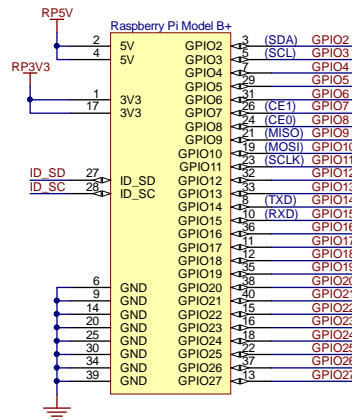 RP5V
Raspberry Pi Model B+
2 5V GPIO2 3 (SDA) GPIO2
4 5V GPIO3 5 (SCL) GPIO3
RP3V3 GPIO4 7 GPIO4
GPIO5 29 GPIO5
1 3V3 GPIO6 31 GPIO6
17 3V3 GPIO7 26 (CE1) GPIO7
GPIO8 24 (CE0) GPIO8
GPIO9 21 (MISO) GPIO9
GPIO10 19 (MOSI) GPIO10
GPIO11 23 (SCLK) GPIO11
ID_SD 27 ID_SD GPIO12 32 GPIO12
ID_SC 28 ID_SC GPIO13 33 GPIO13
GPIO14 8 (TXD) GPIO14
GPIO15 10 (RXD) GPIO15
GPIO16 36 GPIO16
GPIO17 11 GPIO17
GPIO18 12 GPIO18
GPIO19 35 GPIO19
6 GND GPIO20 38 GPIO20
9 GND GPIO21 40 GPIO21
14 GND GPIO22 15 GPIO22
20 GND GPIO23 16 GPIO23
25 GND GPIO24 18 GPIO24
30 GND GPIO25 22 GPIO25
34 GND GPIO26 37 GPIO26
39 GND GPIO27 13 GPIO27